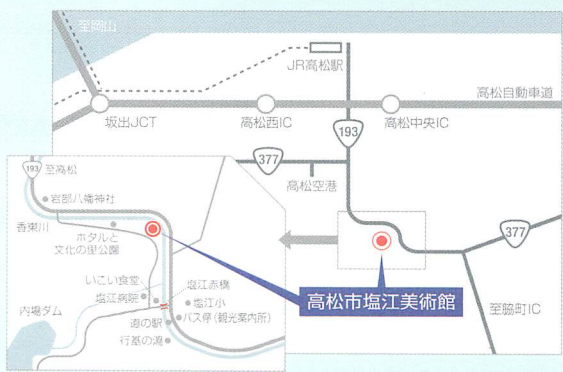 至岡山
JR高松駅
高松自動車道
坂出JCT
高松西IC
高松中央IC
193
377
高松空港
377
高松市塩江美術館
至脇町IC
193
至高松
岩部八幡神社
香東川
ホタルと
文化の里公園
いこい食堂
塩江病院
塩江赤橋
塩江小
内場ダム
道の駅
バス停(観光案内所)
行基の湯